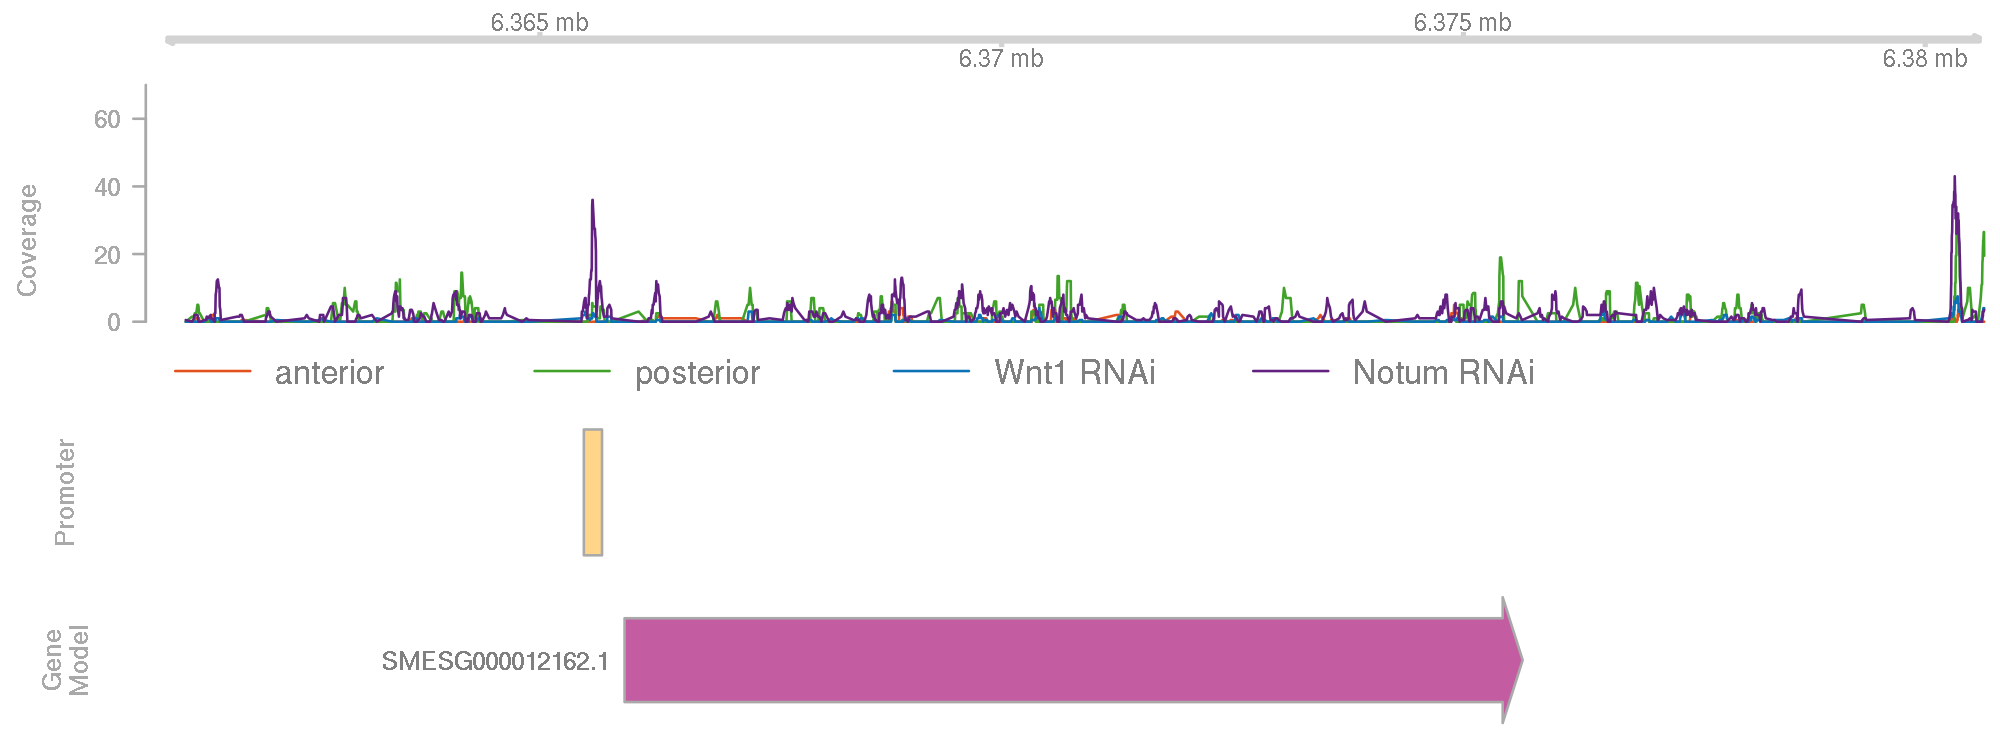 6.365 mb
6.375 mb
6.37 mb
6.38 mb
Coverage
60
40
20
0
anterior
posterior
Wnt1 RNAi
Notum RNAi
Promoter
Gene
Model
SMESG000012162.1